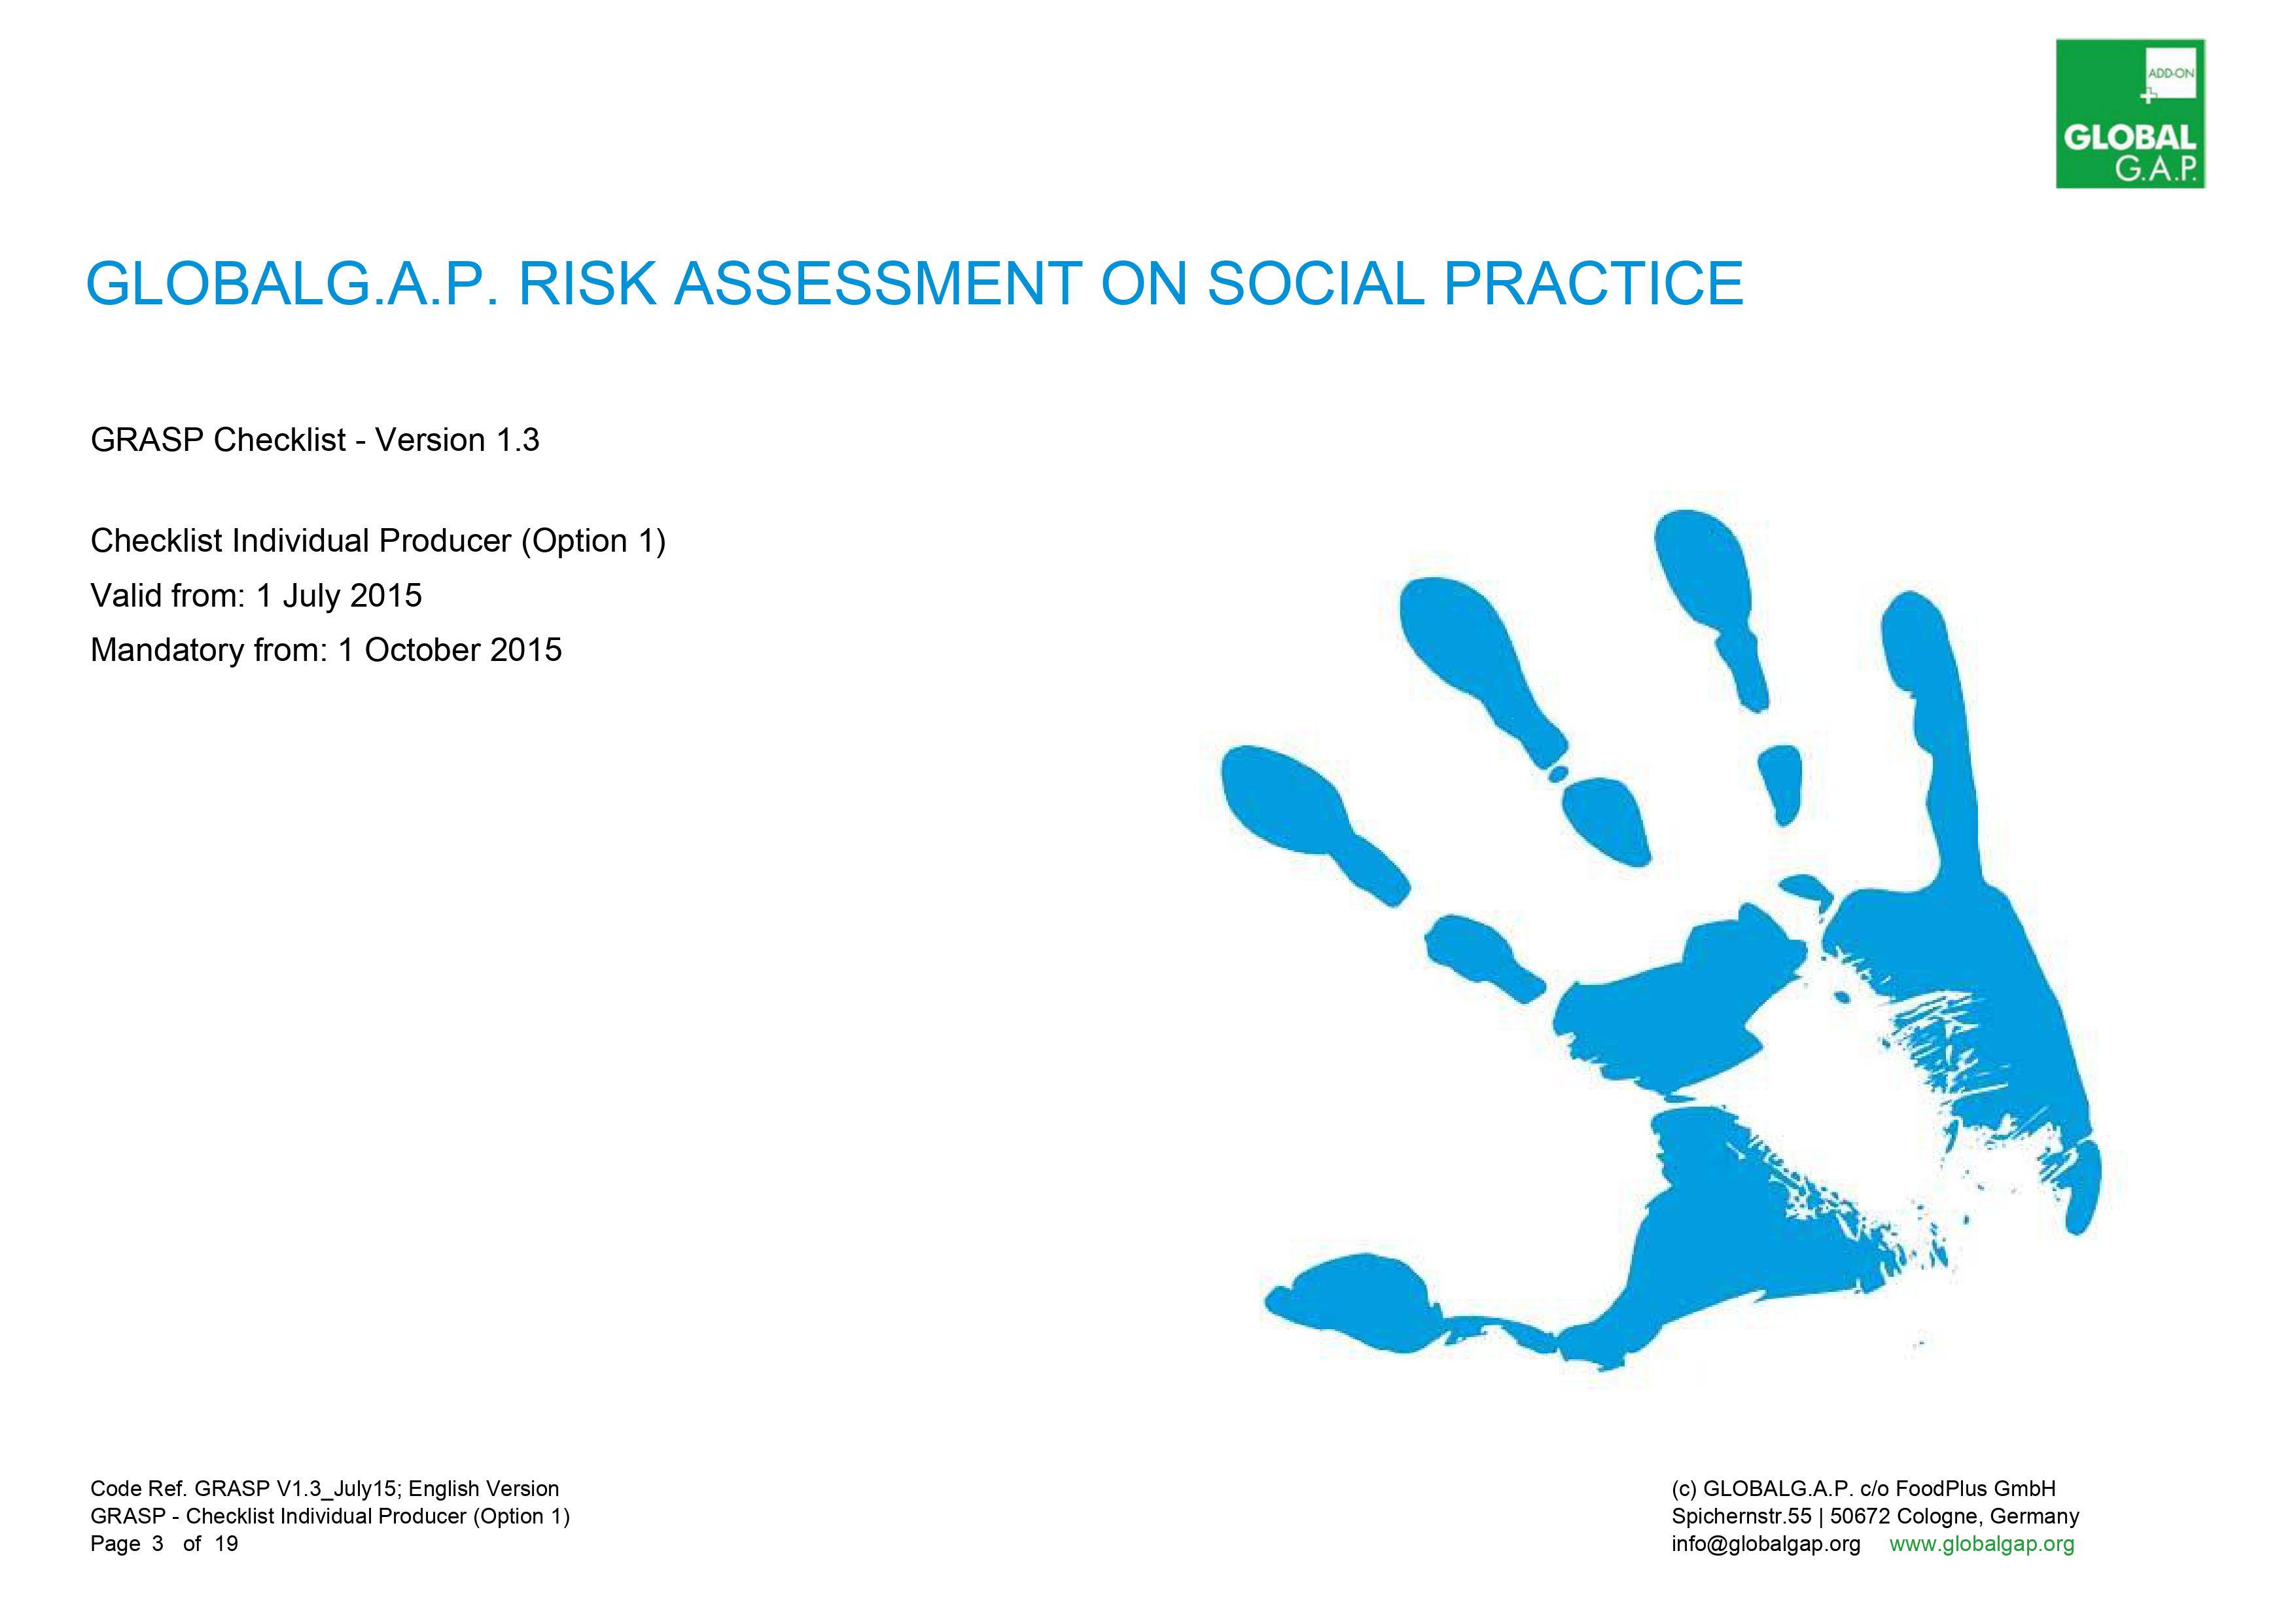 ADD-ON
GLOBAL
G.A.P.
GLOBALG.A.P. RISK ASSESSMENT ON SOCIAL PRACTICE
GRASP Checklist - Version 1.3
Checklist Individual Producer (Option 1)
Valid from: 1 July 2015
Mandatory from: 1 October 2015
Code Ref. GRASP V1.3_July15; English Version
GRASP - Checklist Individual Producer (Option 1)
Page 3 of 19
(c) GLOBALG.A.P. c/o FoodPlus GmbH
Spichernstr.55 | 50672 Cologne, Germany
info@globalgap.org www.globalgap.org